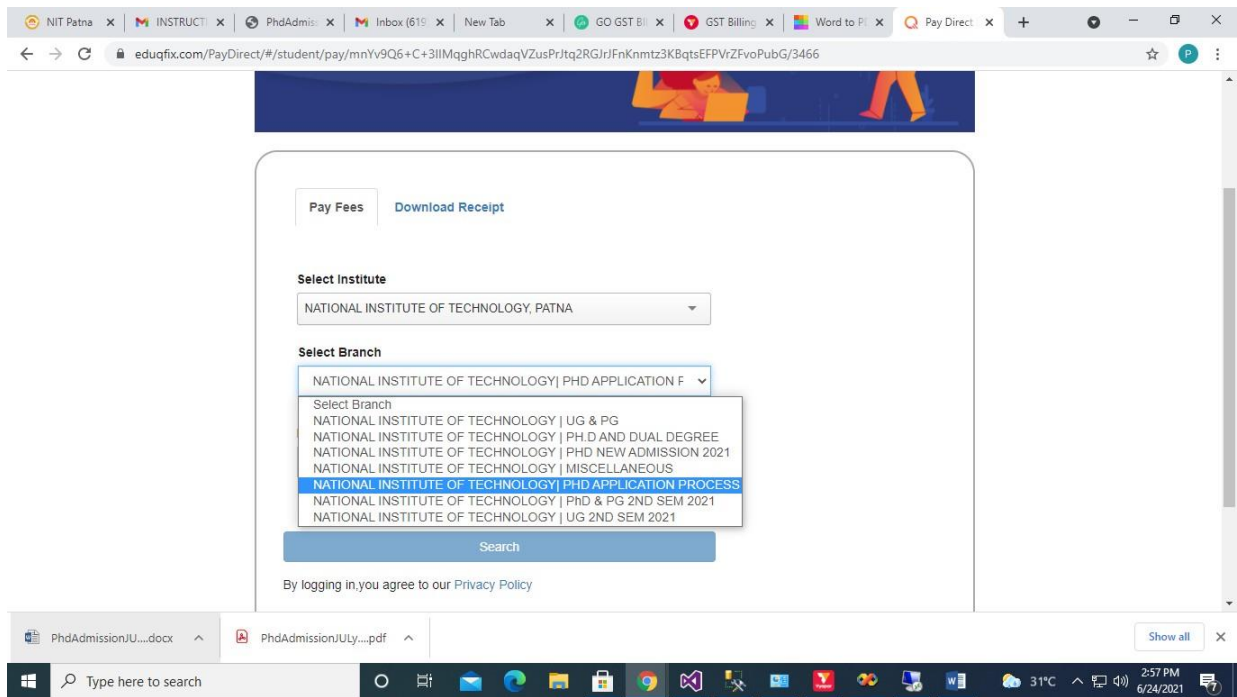 NIT Patna
INSTRUCTI
PhdAdmiss
Inbox (619
New Tab
GO GST Bil
GST Billing
Word to P
Pay Direct
eduqfix.com/PayDirect/#/student/pay/mnYv9Q6+C+3IIMqghRCwdaqVZusPrJtq2RGJrJFnKnmtz3KBqtsEFPVrZFvoPubG/3466
P
Pay Fees
Download Receipt
Select Institute
NATIONAL INSTITUTE OF TECHNOLOGY, PATNA
Select Branch
NATIONAL INSTITUTE OF TECHNOLOGY| PHD APPLICATION F
Select Branch
NATIONAL INSTITUTE OF TECHNOLOGY | UG & PG
NATIONAL INSTITUTE OF TECHNOLOGY | PH.D AND DUAL DEGREE
NATIONAL INSTITUTE OF TECHNOLOGY | PHD NEW ADMISSION 2021
NATIONAL INSTITUTE OF TECHNOLOGY | MISCELLANEOUS
NATIONAL INSTITUTE OF TECHNOLOGY| PHD APPLICATION PROCESS
NATIONAL INSTITUTE OF TECHNOLOGY | PhD & PG 2ND SEM 2021
NATIONAL INSTITUTE OF TECHNOLOGY | UG 2ND SEM 2021
Search
By logging in,you agree to our Privacy Policy
PhdAdmissionJU....docx
PhdAdmissionJULy....pdf
Show all
Type here to search
31°C
2:57 PM
6/24/2021